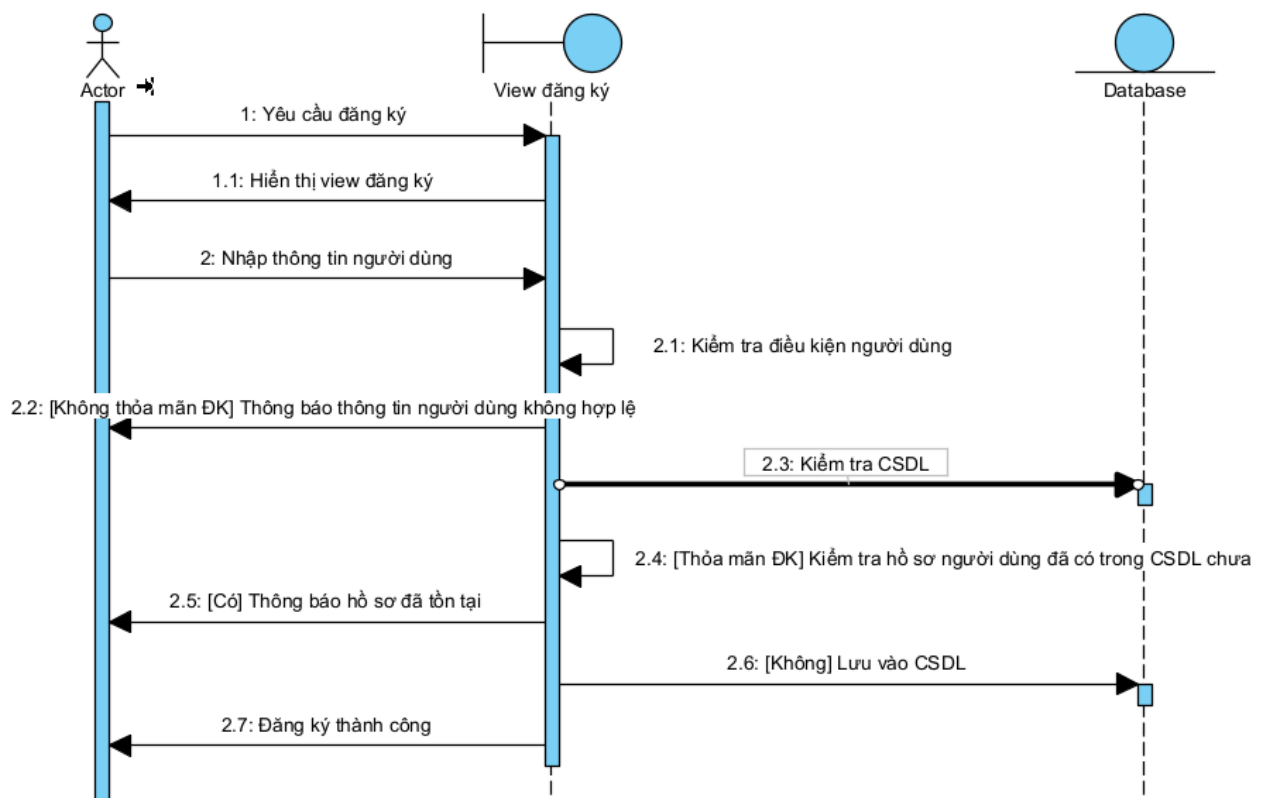 Actor
View đăng ký
Database
1: Yêu cầu đăng ký
1.1: Hiển thị view đăng ký
2: Nhập thông tin người dùng
2.1: Kiểm tra điều kiện người dùng
2.2: [Không thỏa mãn ĐK] Thông báo thông tin người dùng không hợp lệ
2.3: Kiểm tra CSDL
2.4: [Thỏa mãn ĐK] Kiểm tra hồ sơ người dùng đã có trong CSDL chưa
2.5: [Có] Thông báo hồ sơ đã tồn tại
2.6: [Không] Lưu vào CSDL
2.7: Đăng ký thành công